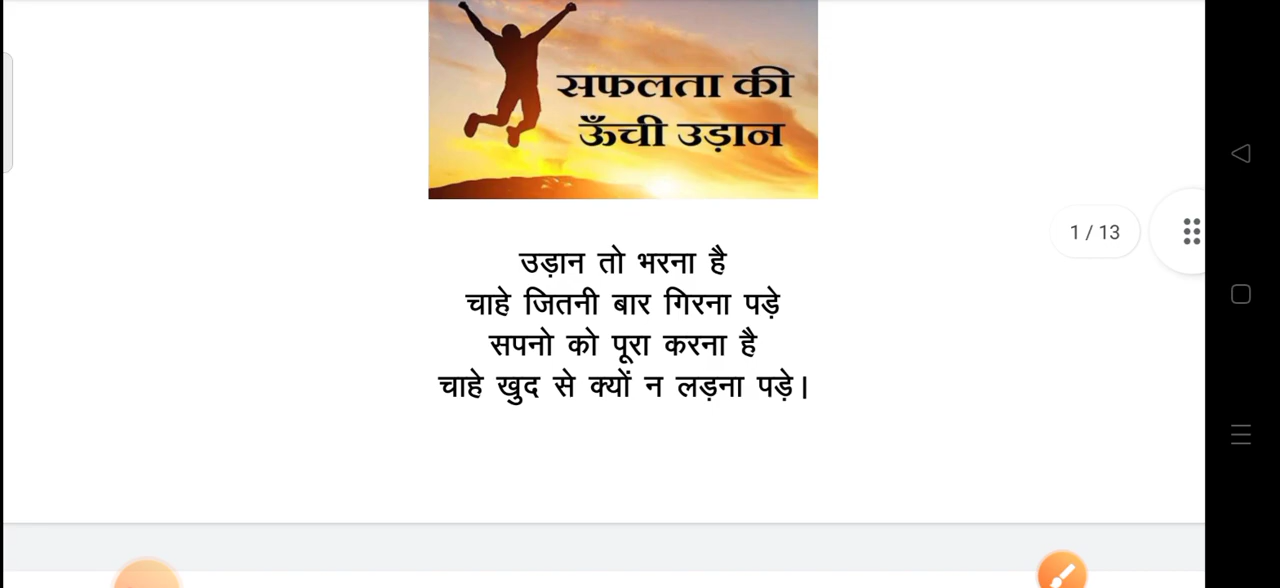 सफलता की
ऊँची उड़ान
उड़ान तो भरना है
चाहे जितनी बार गिरना पड़े
सपनो को पूरा करना है
चाहे खुद से क्यों न लड़ना पड़े।
1 / 13